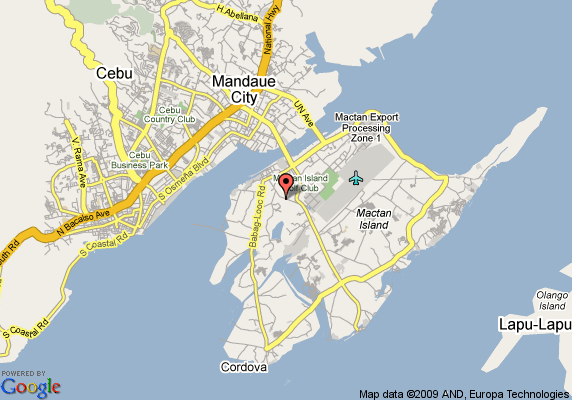 H Abellana
National Hwy
Cebu
Mandaue
City
UN Ave
Cebu
Country Club
Mactan Export
Processing
Zone 1
V. Rama Ave
Cebu
Business Park
S Osmeña Blvd
Mactan Island
Golf Club
Babag-Looc Rd
Mactan
Island
N Bacalso Ave
S Coastal Rd
South Rd
Olango
Island
S Coastal Rd
Lapu-Lapu
Cordova
POWERED BY
Google
Map data ©2009 AND, Europa Technologies